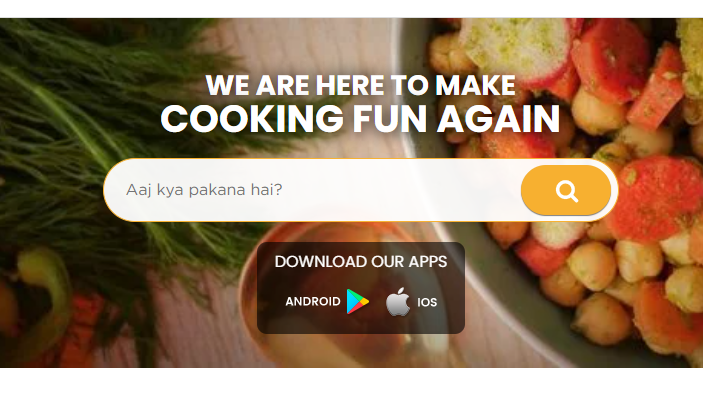 WE ARE HERE TO MAKE
COOKING FUN AGAIN
Aaj kya pakana hai?
DOWNLOAD OUR APPS
ANDROID IOS